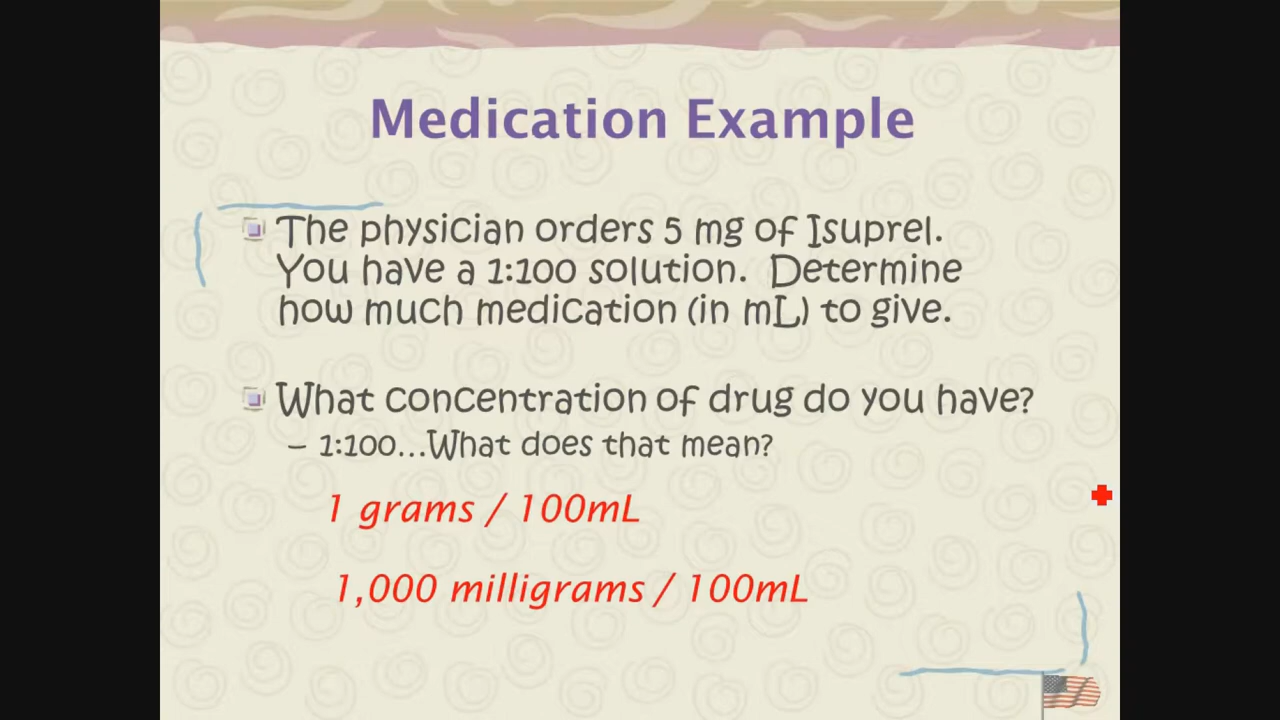 Medication Example
The physician orders 5 mg of Isuprel.
You have a 1:100 solution. Determine
how much medication (in mL) to give.
What concentration of drug do you have?
– 1:100...What does that mean?
1 grams / 100mL
1,000 milligrams / 100mL